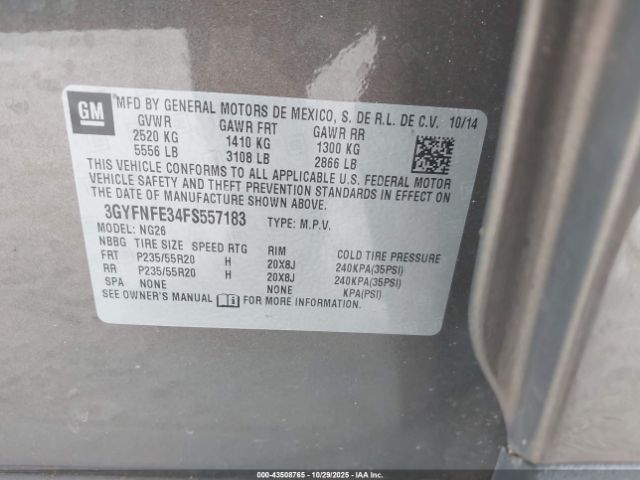 GM
MFD BY GENERAL MOTORS DE MEXICO, S. DE R.L. DE C.V. 10/14
GVWR GAWR FRT GAWR RR
2520 KG 1410 KG 1300 KG
5556 LB 3108 LB 2866 LB
THIS VEHICLE CONFORMS TO ALL APPLICABLE U.S. FEDERAL MOTOR
VEHICLE SAFETY AND THEFT PREVENTION STANDARDS IN EFFECT ON THE
DATE OF MANUFACTURE SHOWN ABOVE.
3GYFNFE34FS557183 TYPE: M.P.V.
MODEL: NG26
NBBG TIRE SIZE SPEED RTG RIM COLD TIRE PRESSURE
FRT P235/55R20 H 20X8J 240KPA(35PSI)
RR P235/55R20 H 20X8J 240KPA(35PSI)
SPA NONE NONE KPA(PSI)
SEE OWNER'S MANUAL FOR MORE INFORMATION.
000-43508765 - 10/29/2025 - IAAI.COM